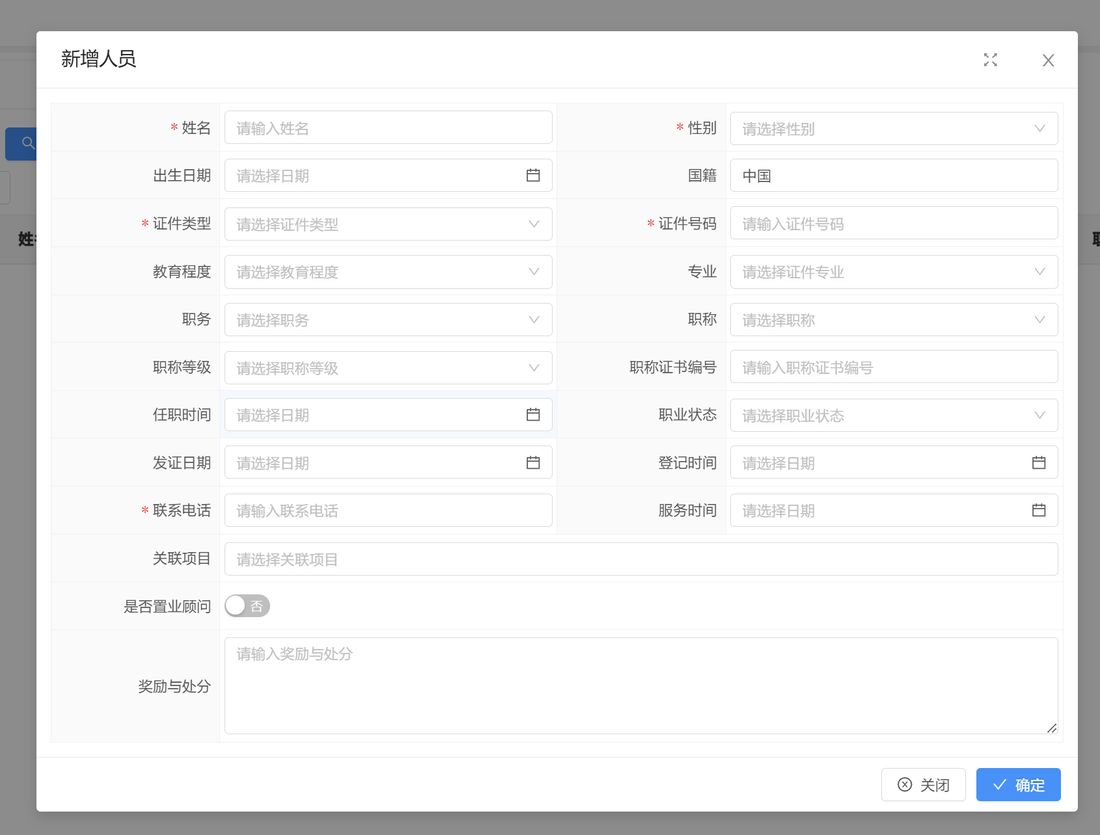 新增人员
* 姓名 请输入姓名 * 性别 请选择性别
出生日期 请选择日期 国籍 中国
* 证件类型 请选择证件类型 * 证件号码 请输入证件号码
教育程度 请选择教育程度 专业 请选择证件专业
职务 请选择职务 职称 请选择职称
职称等级 请选择职称等级 职称证书编号 请输入职称证书编号
任职时间 请选择日期 职业状态 请选择职业状态
发证日期 请选择日期 登记时间 请选择日期
* 联系电话 请输入联系电话 服务时间 请选择日期
关联项目 请选择关联项目
是否置业顾问 否
奖励与处分 请输入奖励与处分
关闭 确定